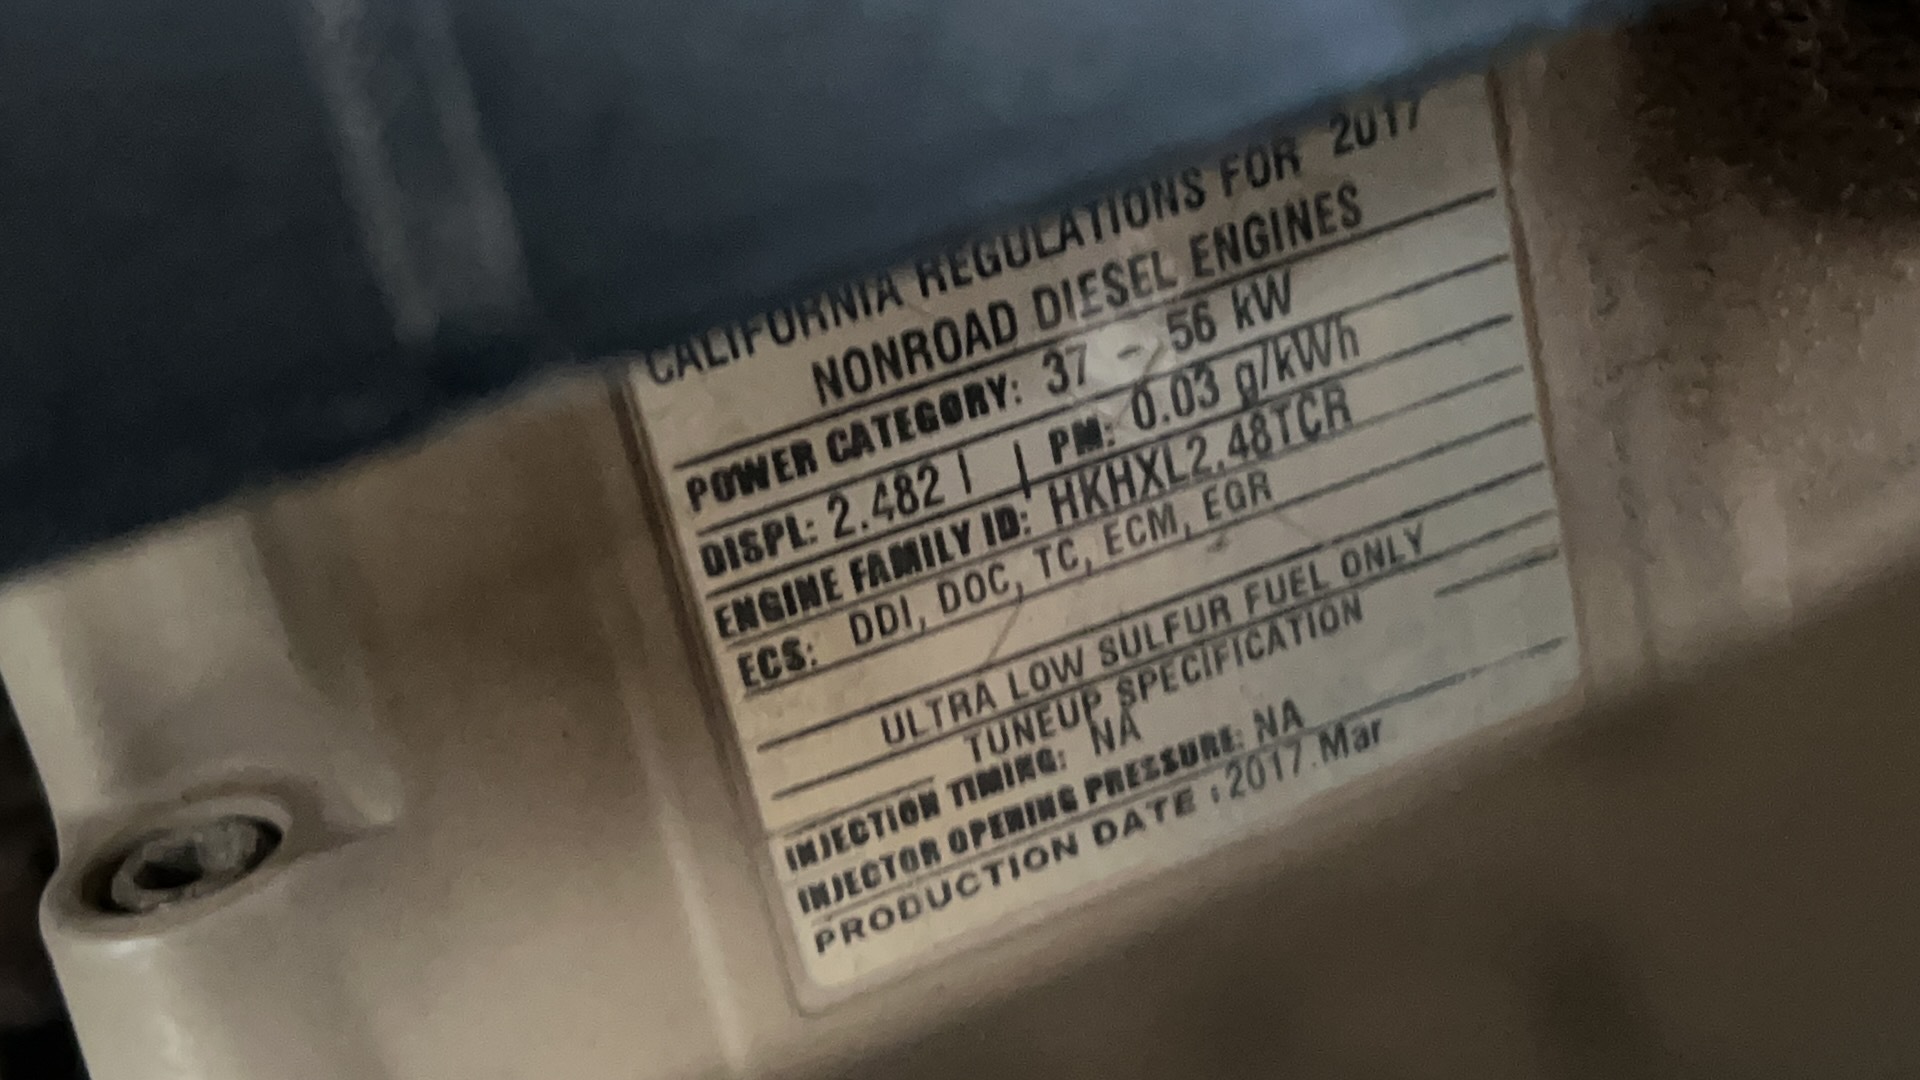 CALIFORNIA REGULATIONS FOR 2017
NONROAD DIESEL ENGINES
POWER CATEGORY: 37 - 56 kW
DISPL: 2.482 l | PM: 0.03 g/kWh
ENGINE FAMILY ID: HKHXL2.48TCR
ECS: DDI, DOC, TC, ECM, EGR
ULTRA LOW SULFUR FUEL ONLY
TUNEUP SPECIFICATION
INJECTION TIMING: NA
INJECTOR OPENING PRESSURE: NA
PRODUCTION DATE : 2017.Mar